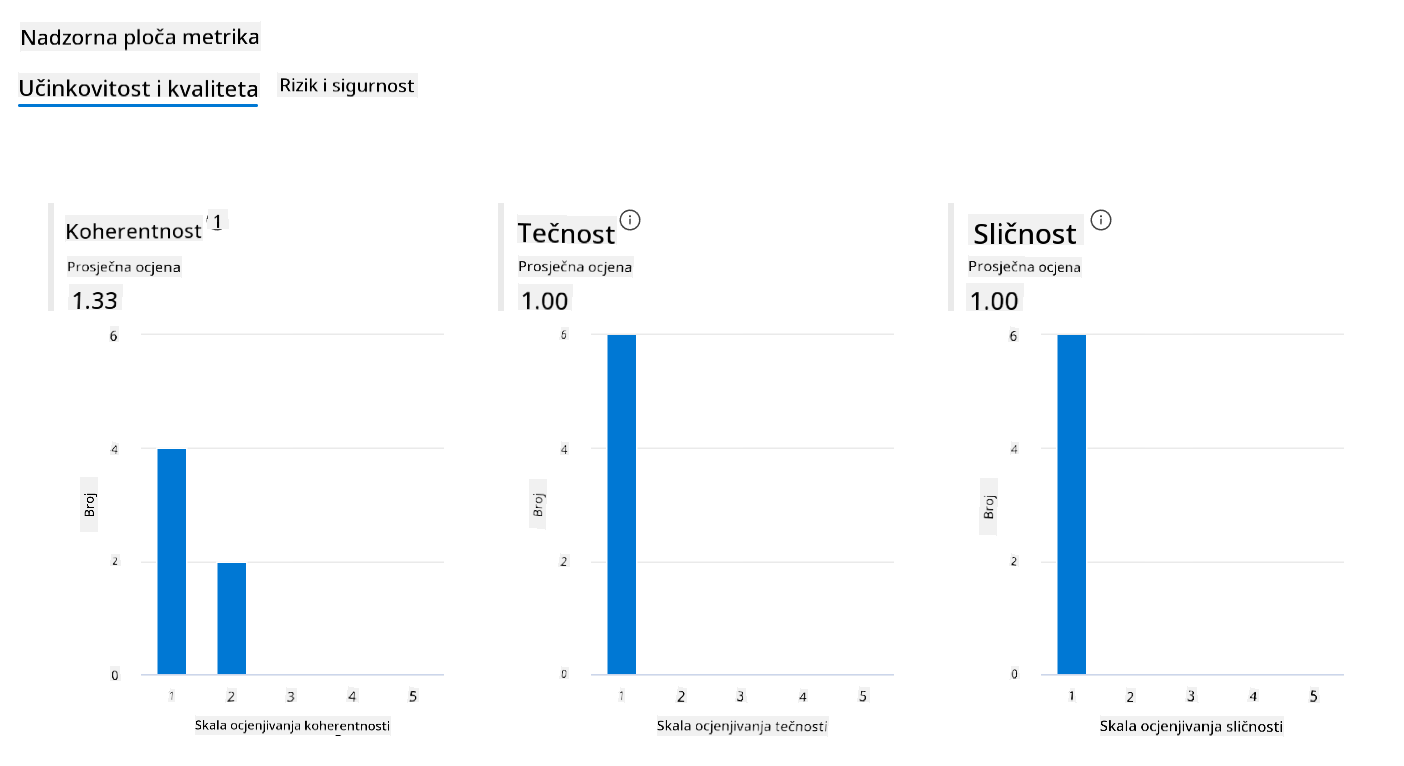 Nadzorna ploča metrika
Učinkovitost i kvaliteta
Rizik i sigurnost
Koherentnost 1
Prosječna ocjena
1.33
6
4
2
0
Broj
1 2 3 4 5
Skala ocjenjivanja koherentnosti
Tečnost
Prosječna ocjena
1.00
6
4
2
0
Broj
1 2 3 4 5
Skala ocjenjivanja tečnosti
Sličnost
Prosječna ocjena
1.00
6
4
2
0
Broj
1 2 3 4 5
Skala ocjenjivanja sličnosti